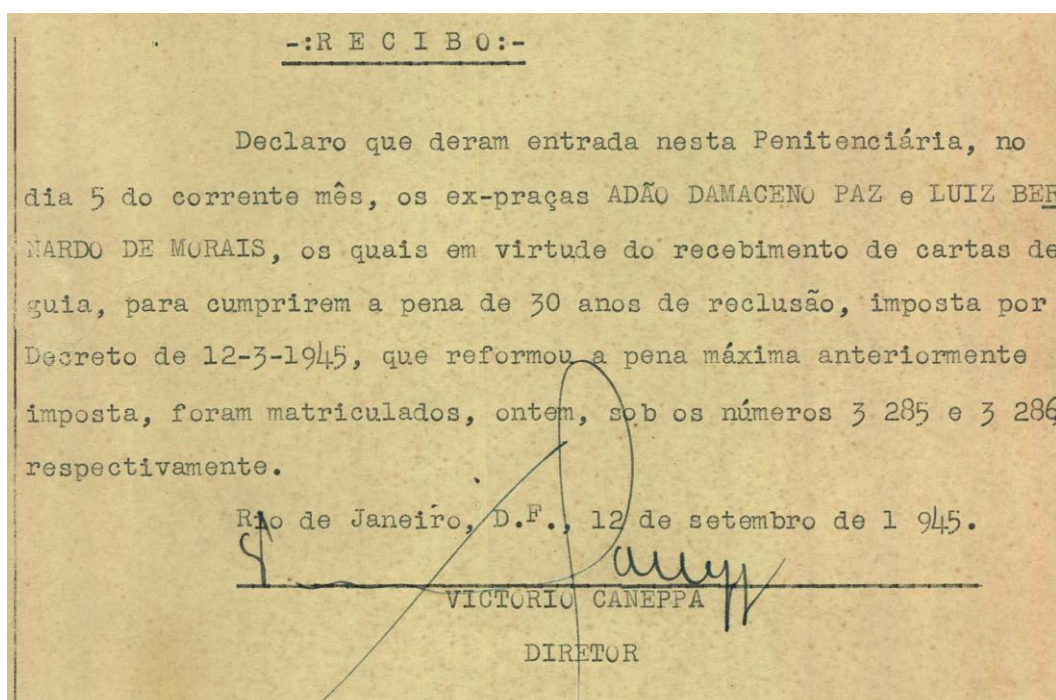 -:R E C I B O:-
Declaro que deram entrada nesta Penitenciária, no
dia 5 do corrente mês, os ex-praças ADÃO DAMACENO PAZ e LUIZ BER
NARDO DE MORAIS, os quais em virtude do recebimento de cartas de
guia, para cumprirem a pena de 30 anos de reclusão, imposta por
Decreto de 12-3-1945, que reformou a pena máxima anteriormente
imposta, foram matriculados, ontem, sob os números 3 285 e 3 286
respectivamente.
Rio de Janeiro, D.F., 12 de setembro de 1 945.
VICTORIO CANEPPA
DIRETOR